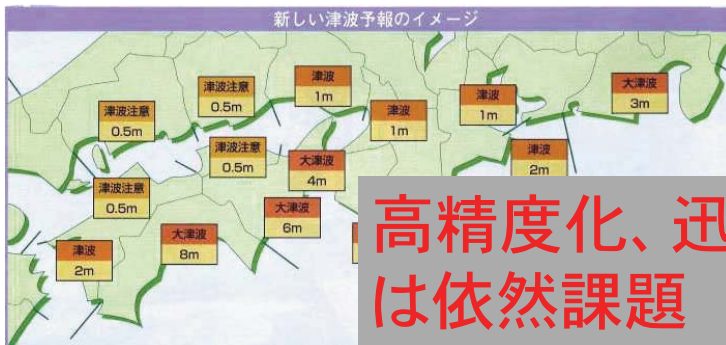 新しい津波予報のイメージ
津波
1m
津波注意
0.5m
大津波
3m
津波
1m
津波注意
0.5m
津波
1m
津波注意
0.5m
津波
2m
大津波
4m
津波注意
0.5m
大津波
6m
大津波
8m
津波
2m
高精度化、迅
は依然課題